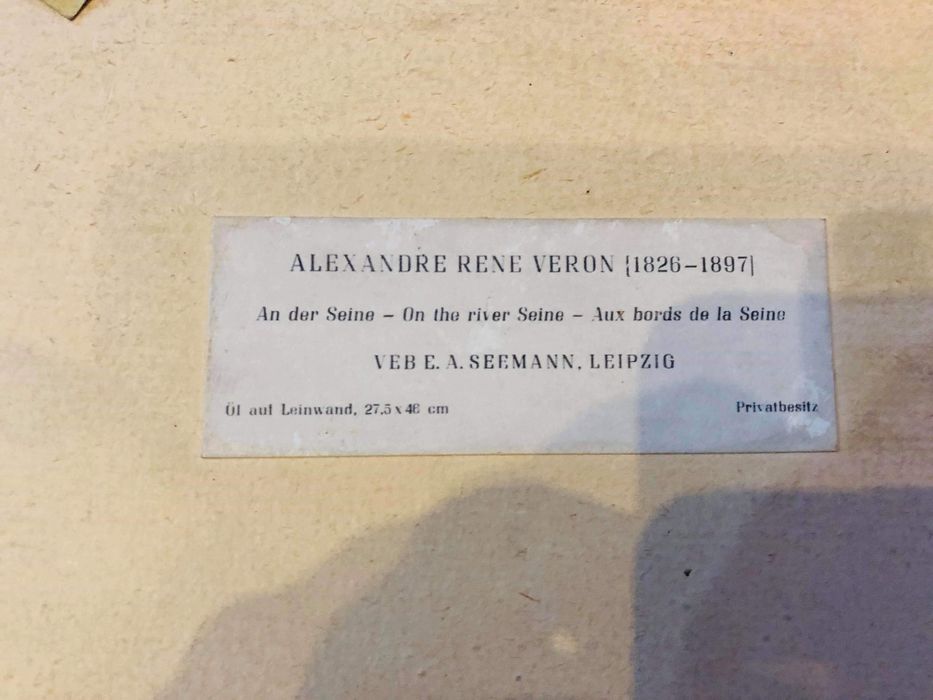 ALEXANDRE RENE VERON (1826–1897)
An der Seine – On the river Seine – Aux bords de la Seine
VEB E. A. SEEMANN, LEIPZIG
Öl auf Leinwand, 27,5 x 46 cm Privatbesitz